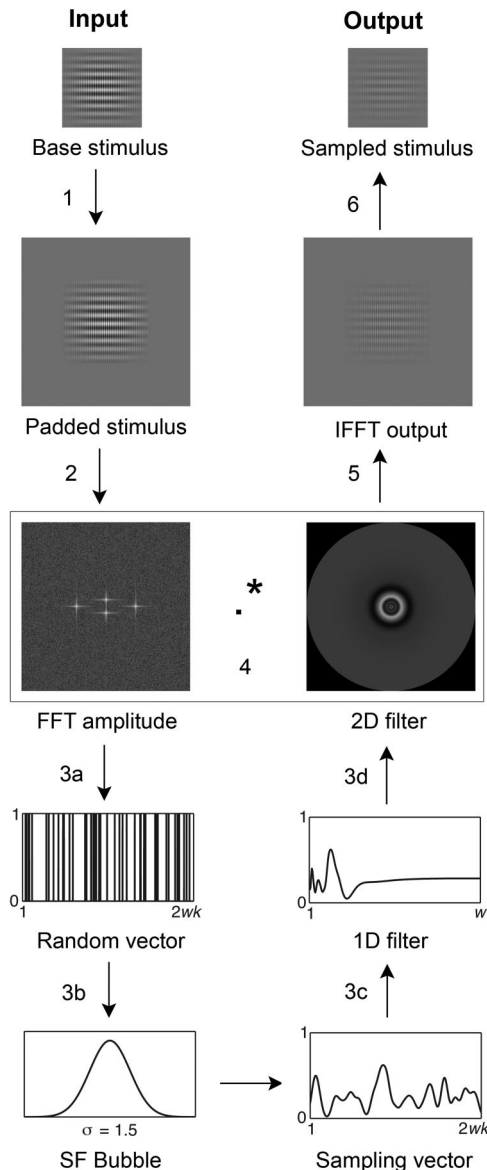 Input Output
Base stimulus Sampled stimulus
1 6
Padded stimulus IFFT output
2 5
.*
4
FFT amplitude 2D filter
3a 3d
1 1
0 0
1 2wk 1 w
Random vector 1D filter
3b 3c
1
0
σ = 1.5 1 2wk
SF Bubble Sampling vector